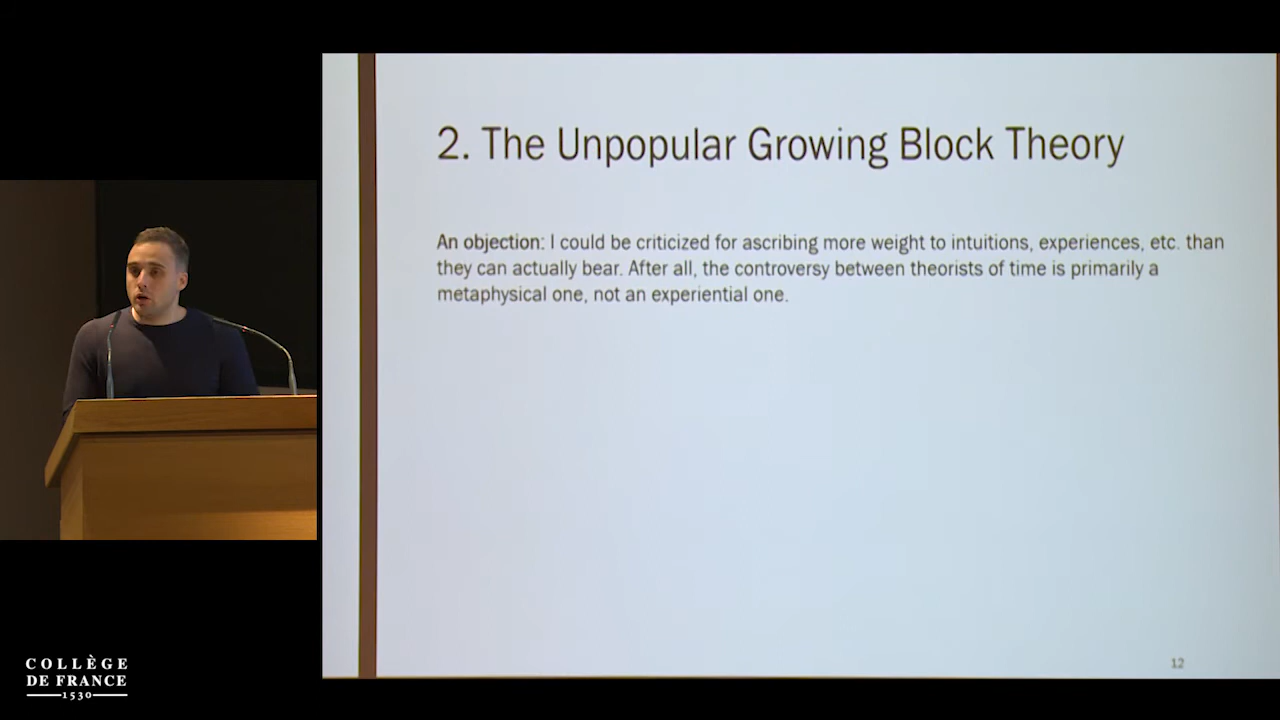 2. The Unpopular Growing Block Theory
An objection: I could be criticized for ascribing more weight to intuitions, experiences, etc. than
they can actually bear. After all, the controversy between theorists of time is primarily a
metaphysical one, not an experiential one.
12
COLLÈGE
DE FRANCE
1530